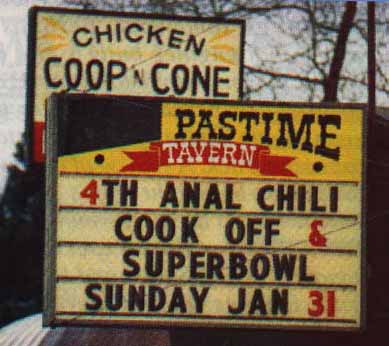 CHICKEN
COOP 'N CONE
PASTIME
TAVERN
4TH ANAL CHILI
COOK OFF &
SUPERBOWL
SUNDAY JAN 31